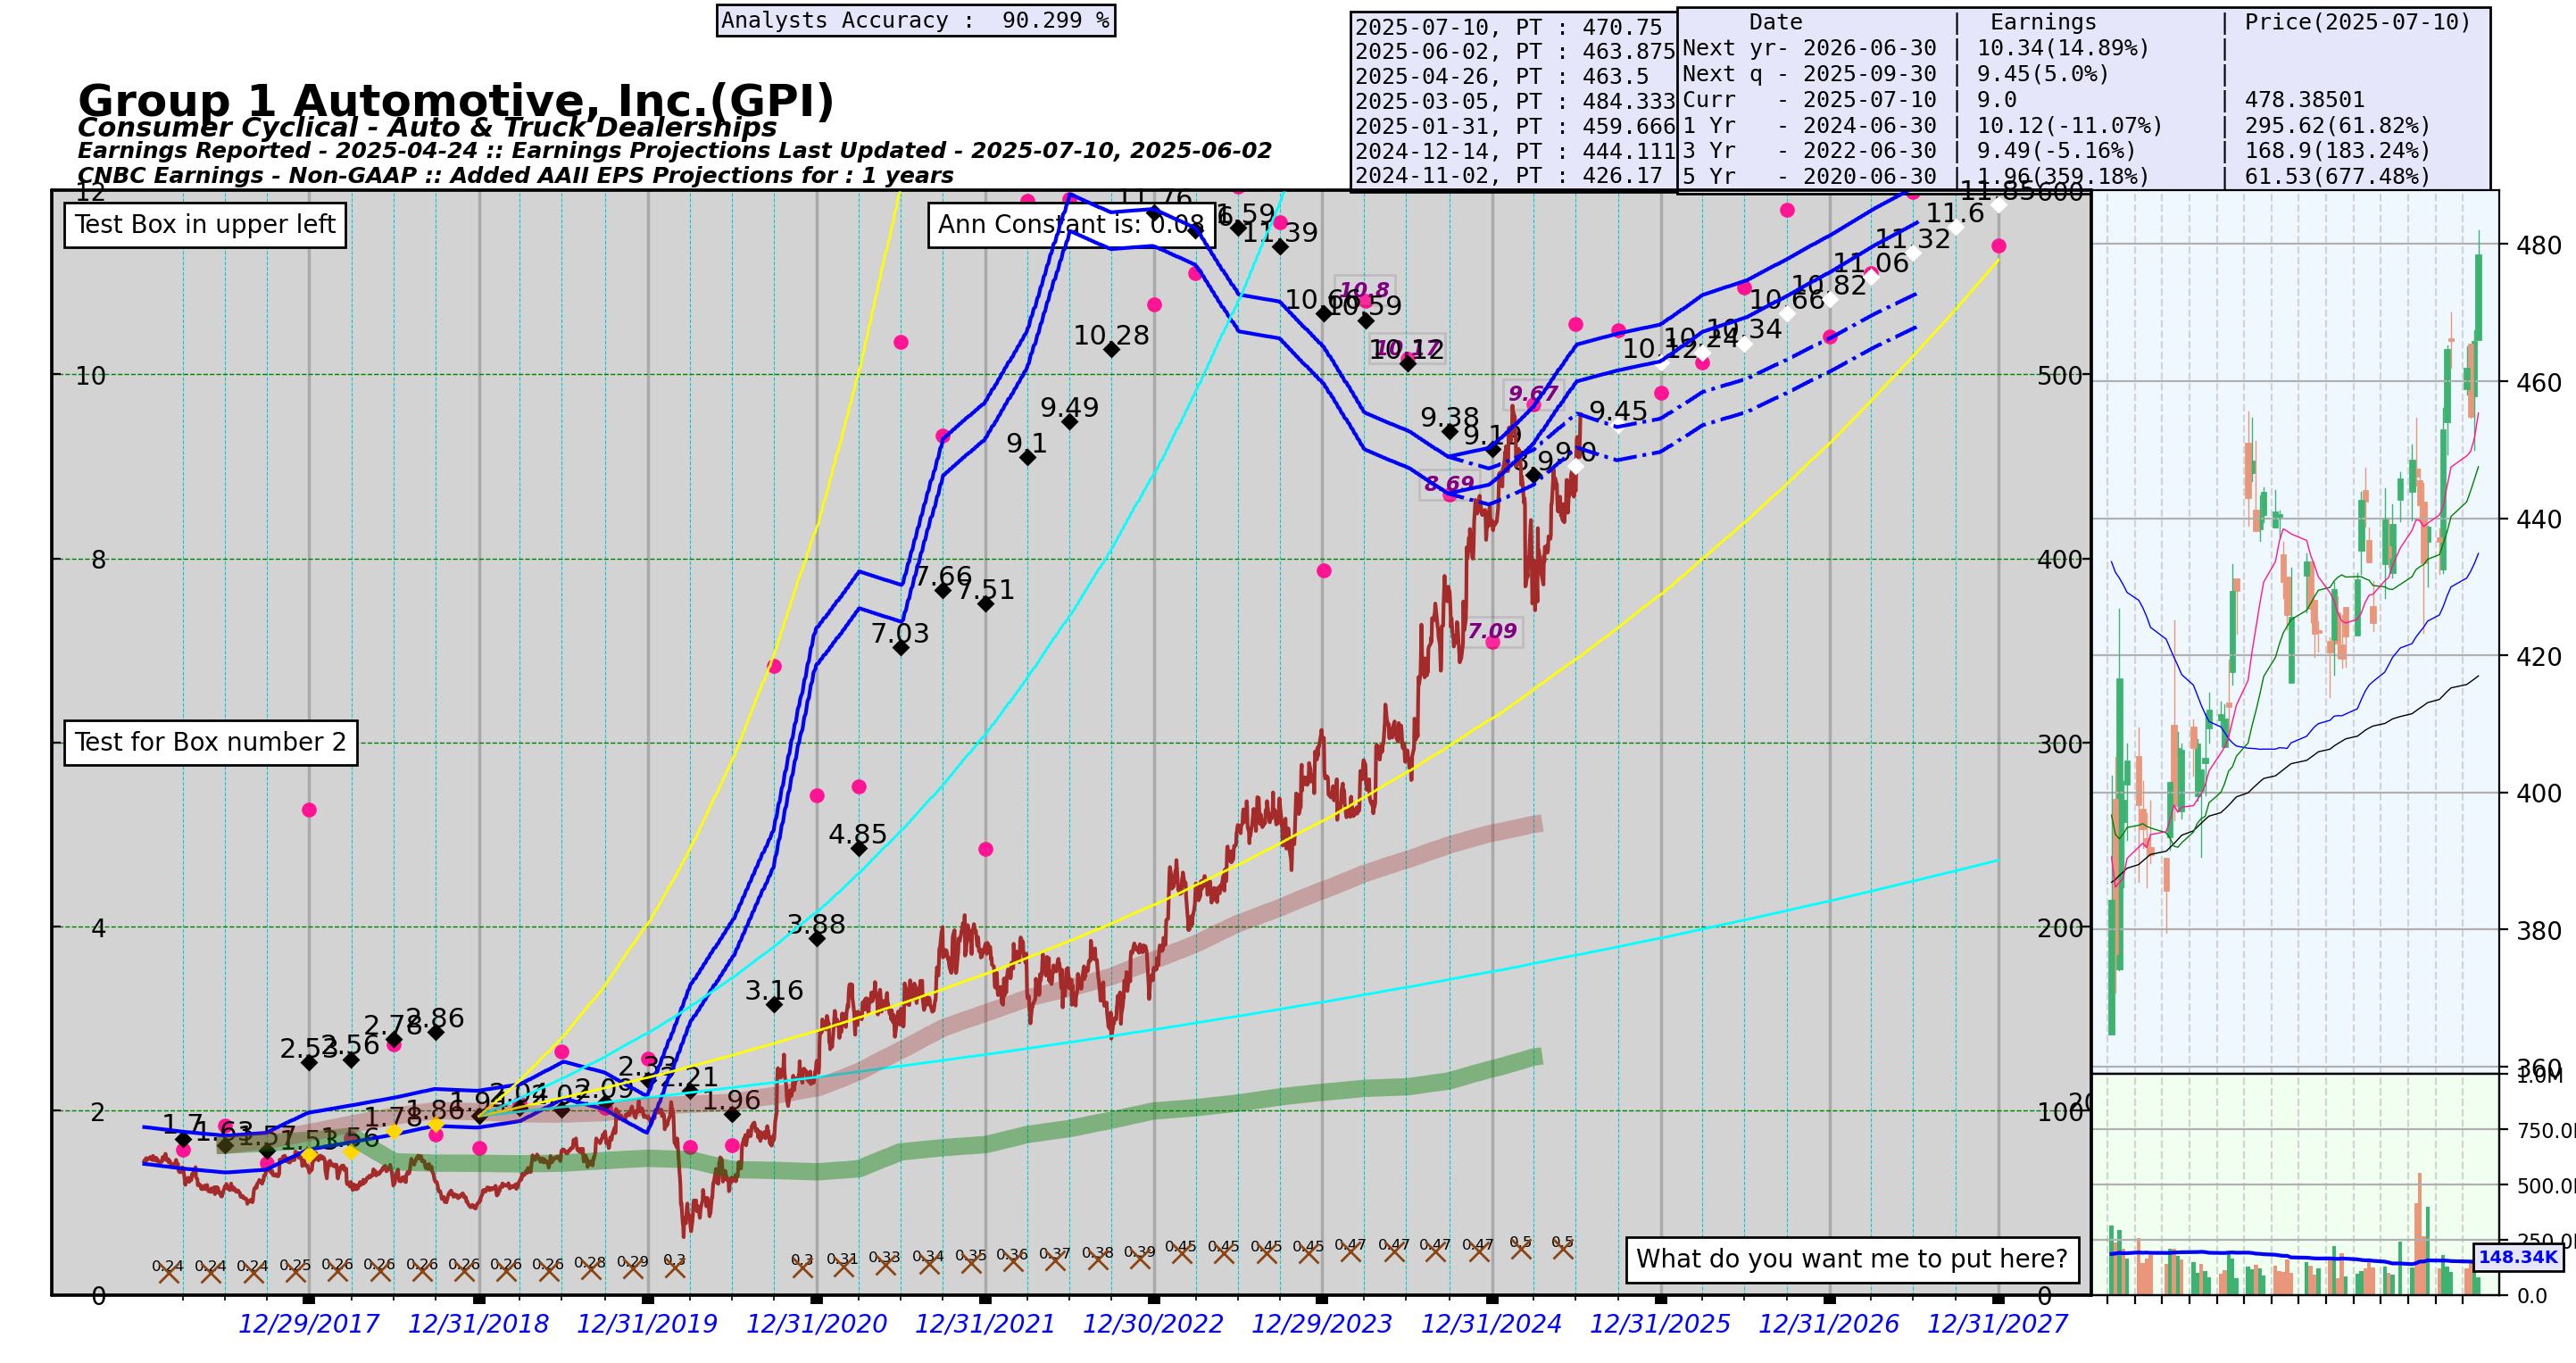 Analysts Accuracy :  90.299 %
2025-07-10, PT : 470.75
2025-06-02, PT : 463.875
2025-04-26, PT : 463.5
2025-03-05, PT : 484.333
2025-01-31, PT : 459.666
2024-12-14, PT : 444.111
2024-11-02, PT : 426.17
Date | Earnings | Price(2025-07-10)
Next yr- 2026-06-30 | 10.34(14.89%) |
Next q - 2025-09-30 | 9.45(5.0%) |
Curr   - 2025-07-10 | 9.0 | 478.38501
1 Yr   - 2024-06-30 | 10.12(-11.07%) | 295.62(61.82%)
3 Yr   - 2022-06-30 | 9.49(-5.16%) | 168.9(183.24%)
5 Yr   - 2020-06-30 | 1.96(359.18%) | 61.53(677.48%)
Group 1 Automotive, Inc.(GPI)
Consumer Cyclical - Auto & Truck Dealerships
Earnings Reported - 2025-04-24 :: Earnings Projections Last Updated - 2025-07-10, 2025-06-02
CNBC Earnings - Non-GAAP :: Added AAII EPS Projections for : 1 years
Test Box in upper left
Ann Constant is: 0.08
Test for Box number 2
What do you want me to put here?
12
10
8
4
2
0
600
500
400
300
200
100
0
1.7
1.63
1.57
1.53
1.56
1.78
1.86
2.53
2.56
2.78
2.86
2.09
2.33
2.21
1.96
3.16
3.88
4.85
7.03
7.66
7.51
9.1
9.49
10.28
11.76
11.39
10.66
10.59
10.8
10.12
9.38
9.19
9.67
8.69
7.09
9.0
9.45
10.12
10.24
10.34
10.66
10.82
11.06
11.32
11.6
11.85
0.24 0.24 0.24 0.25 0.26 0.26 0.26 0.26 0.26 0.26 0.28 0.29 0.3 0.3 0.31 0.33 0.34 0.35 0.36 0.37 0.38 0.39 0.45 0.45 0.45 0.45 0.47 0.47 0.47 0.47 0.5 0.5
12/29/2017 12/31/2018 12/31/2019 12/31/2020 12/31/2021 12/30/2022 12/29/2023 12/31/2024 12/31/2025 12/31/2026 12/31/2027
480
460
440
420
400
380
360
1.0M
750.0
500.0
0.0
148.34K